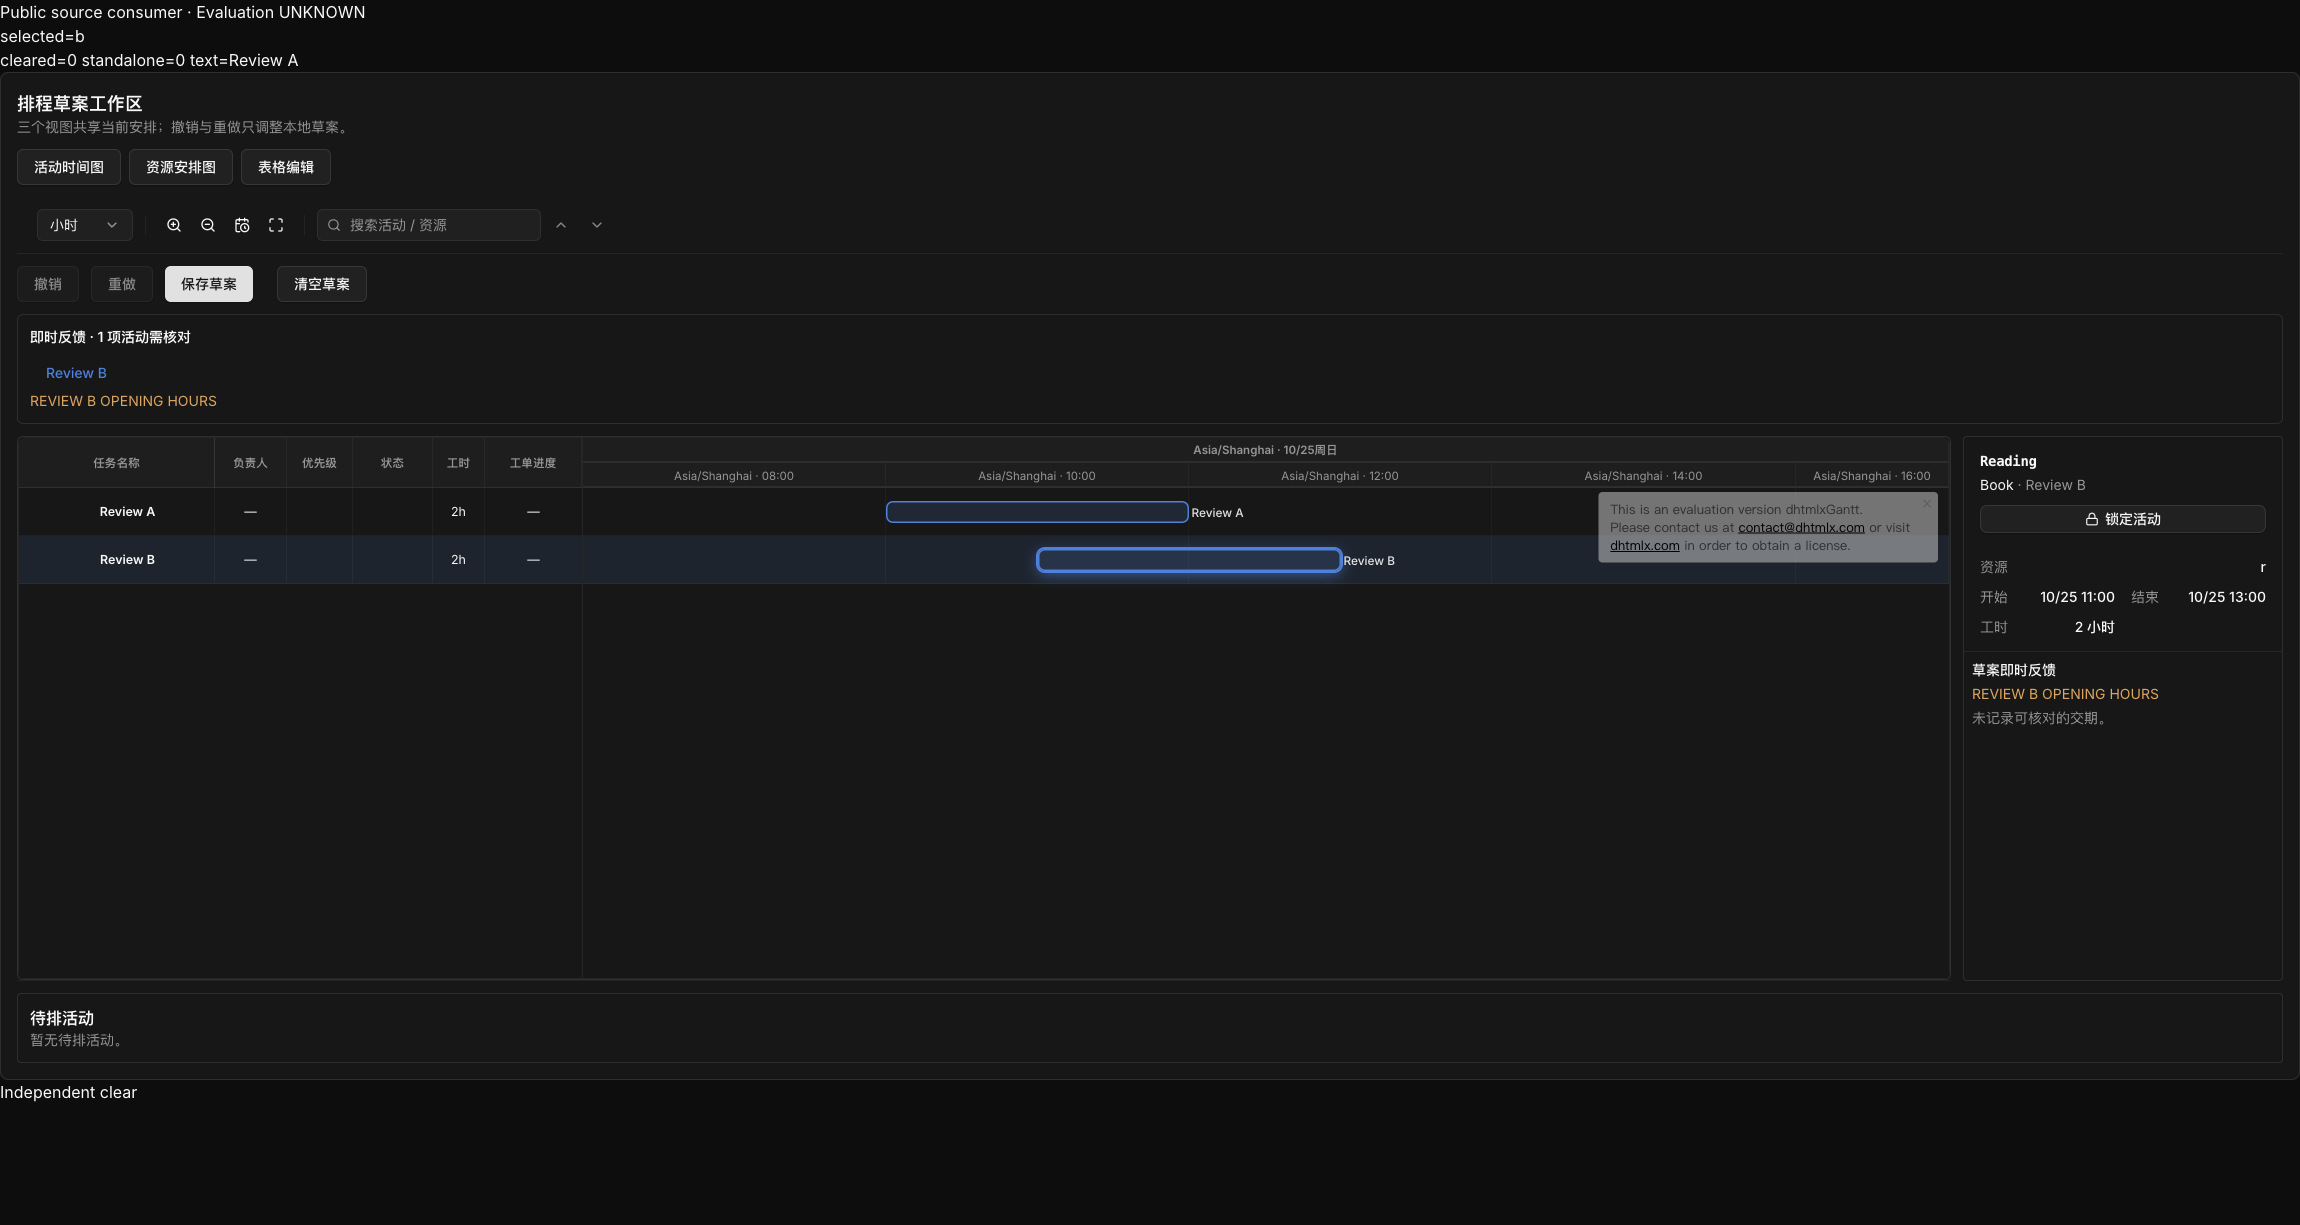 Public source consumer · Evaluation UNKNOWN
selected=b
cleared=0 standalone=0 text=Review A
排程草案工作区
三个视图共享当前安排；撤销与重做只调整本地草案。
活动时间图 资源安排图 表格编辑
小时 搜索活动 / 资源
撤销 重做 保存草案 清空草案
即时反馈 · 1 项活动需核对
Review B
REVIEW B OPENING HOURS
任务名称 负责人 优先级 状态 工时 工单进度
Asia/Shanghai · 10/25周日
Asia/Shanghai · 08:00 Asia/Shanghai · 10:00 Asia/Shanghai · 12:00 Asia/Shanghai · 14:00 Asia/Shanghai · 16:00
Review A — 2h — Review A
Review B — 2h — Review B
This is an evaluation version dhtmlxGantt.
Please contact us at contact@dhtmlx.com or visit
dhtmlx.com in order to obtain a license.
Reading
Book · Review B
锁定活动
资源 r
开始 10/25 11:00 结束 10/25 13:00
工时 2 小时
草案即时反馈
REVIEW B OPENING HOURS
未记录可核对的交期。
待排活动
暂无待排活动。
Independent clear